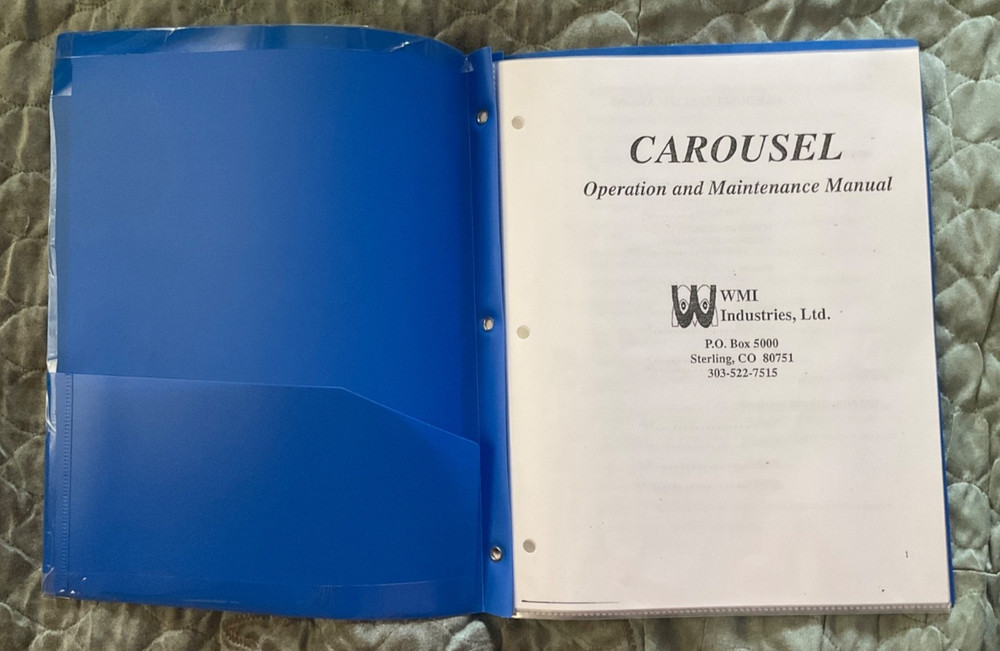 CAROUSEL
Operation and Maintenance Manual
WMI
Industries, Ltd.
P.O. Box 5000
Sterling, CO 80751
303-522-7515
1